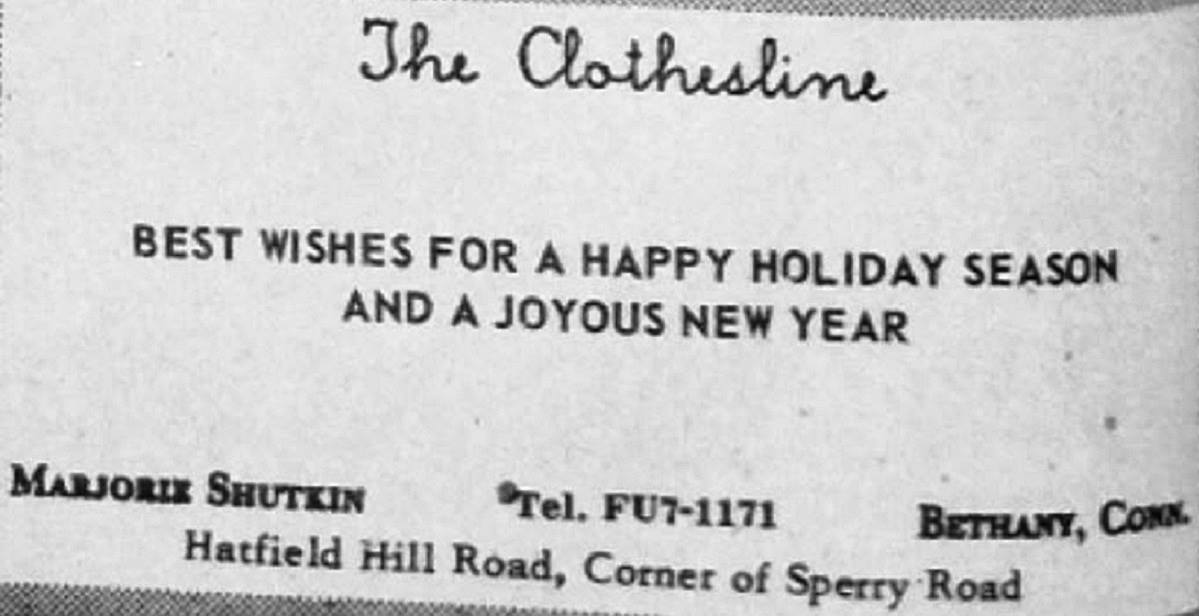 The Clothesline
BEST WISHES FOR A HAPPY HOLIDAY SEASON
AND A JOYOUS NEW YEAR
MARJORIE SHUTKIN Tel. FU7-1171 BETHANY, CONN.
Hatfield Hill Road, Corner of Sperry Road